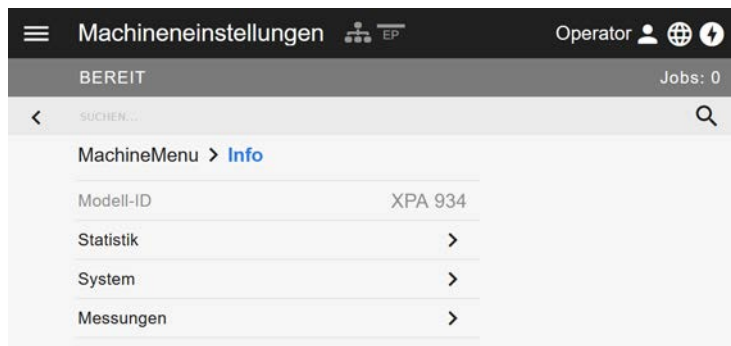 Machineneinstellungen EP Operator
BEREIT Jobs: 0
SUCHEN...
MachineMenu > Info
Modell-ID XPA 934
Statistik
System
Messungen